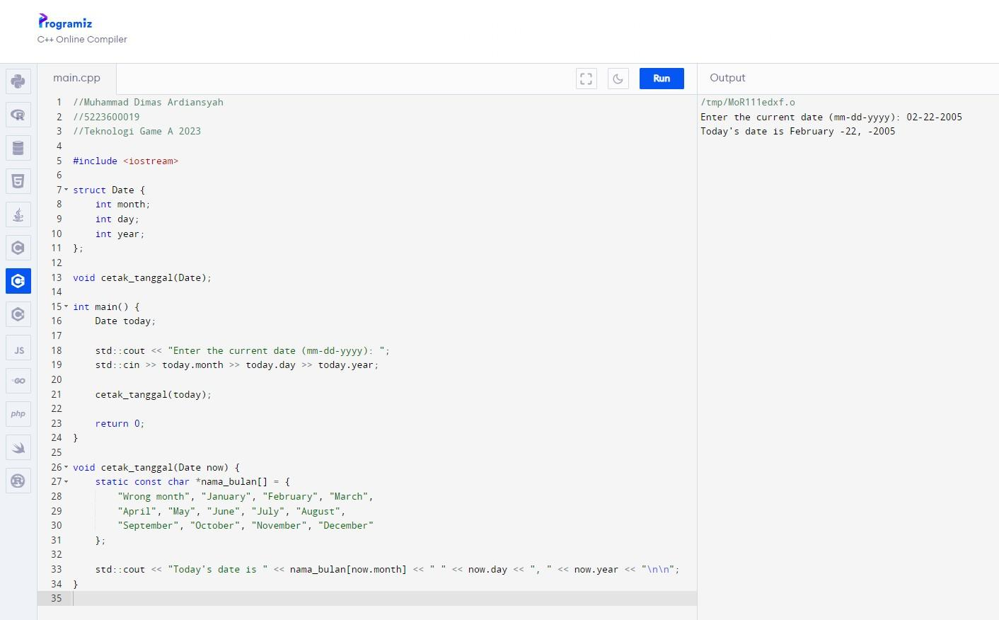 Programiz
C++ Online Compiler
main.cpp
Run
Output
1 //Muhammad Dimas Ardiansyah
2 //5223600019
3 //Teknologi Game A 2023
4
5 #include <iostream>
6
7 struct Date {
8     int month;
9     int day;
10     int year;
11 };
12
13 void cetak_tanggal(Date);
14
15 int main() {
16     Date today;
17
18     std::cout << "Enter the current date (mm-dd-yyyy): ";
19     std::cin >> today.month >> today.day >> today.year;
20
21     cetak_tanggal(today);
22
23     return 0;
24 }
25
26 void cetak_tanggal(Date now) {
27     static const char *nama_bulan[] = {
28         "Wrong month", "January", "February", "March",
29         "April", "May", "June", "July", "August",
30         "September", "October", "November", "December"
31     };
32
33     std::cout << "Today's date is " << nama_bulan[now.month] << " " << now.day << ", " << now.year << "\n\n";
34 }
35
/tmp/MoR111edxf.o
Enter the current date (mm-dd-yyyy): 02-22-2005
Today's date is February -22, -2005
JS
GO
php